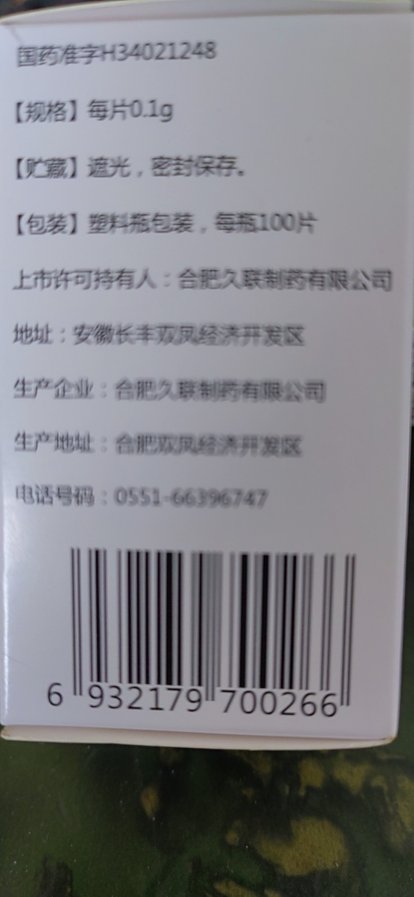 国药准字H34021248
【规格】每片0.1g
【贮藏】遮光，密封保存。
【包装】塑料瓶包装，每瓶100片
上市许可持有人：合肥久联制药有限公司
地址：安徽长丰双凤经济开发区
生产企业：合肥久联制药有限公司
生产地址：合肥双凤经济开发区
电话号码：0551-66396747
6 932179 700266